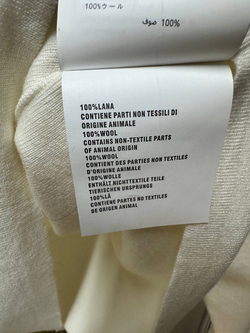 100%ウール
100% صوف
100%LANA
CONTIENE PARTI NON TESSILI DI
ORIGINE ANIMALE
100%WOOL
CONTAINS NON-TEXTILE PARTS
OF ANIMAL ORIGIN
100%WOOL
CONTIENT DES PARTIES NON TEXTILES
D'ORIGINE ANIMALE
100%WOLLE
ENTHÄLT.NICHTTEXTILE TEILE
TIERISCHEN URSPRUNGS
100%LÃ
CONTIENE PARTES NO TEXTILES
DE ORIGEN ANIMAL